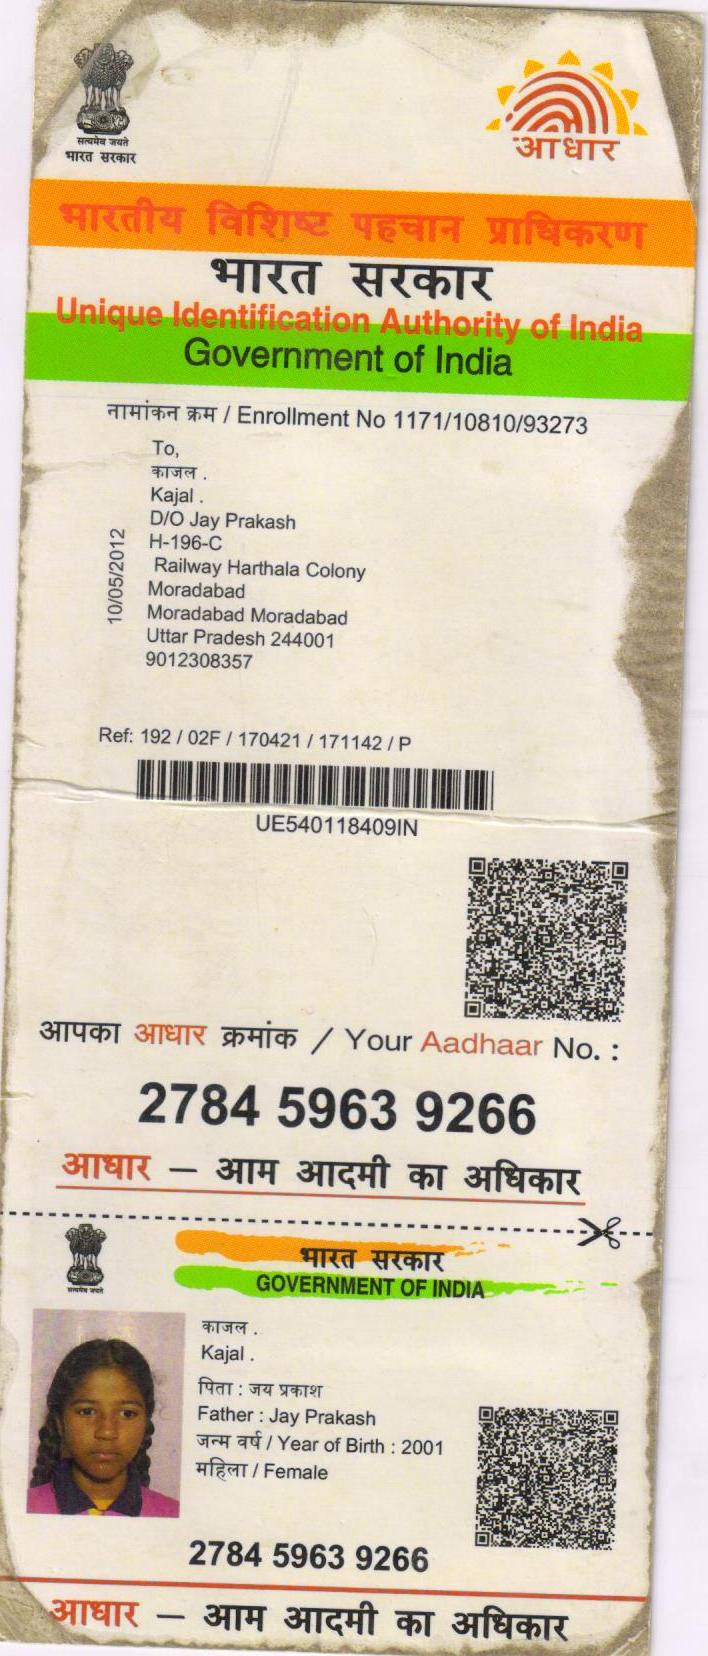 सत्यमेव जयते
भारत सरकार
आधार
भारतीय विशिष्ट पहचान प्राधिकरण
भारत सरकार
Unique Identification Authority of India
Government of India
नामांकन क्रम / Enrollment No 1171/10810/93273
To,
काजल .
Kajal .
D/O Jay Prakash
H-196-C
Railway Harthala Colony
Moradabad
Moradabad Moradabad
Uttar Pradesh 244001
9012308357
10/05/2012
Ref: 192 / 02F / 170421 / 171142 / P
UE540118409IN
आपका आधार क्रमांक / Your Aadhaar No. :
2784 5963 9266
आधार — आम आदमी का अधिकार
सत्यमेव जयते
भारत सरकार
GOVERNMENT OF INDIA
काजल .
Kajal .
पिता : जय प्रकाश
Father : Jay Prakash
जन्म वर्ष / Year of Birth : 2001
महिला / Female
2784 5963 9266
आधार — आम आदमी का अधिकार